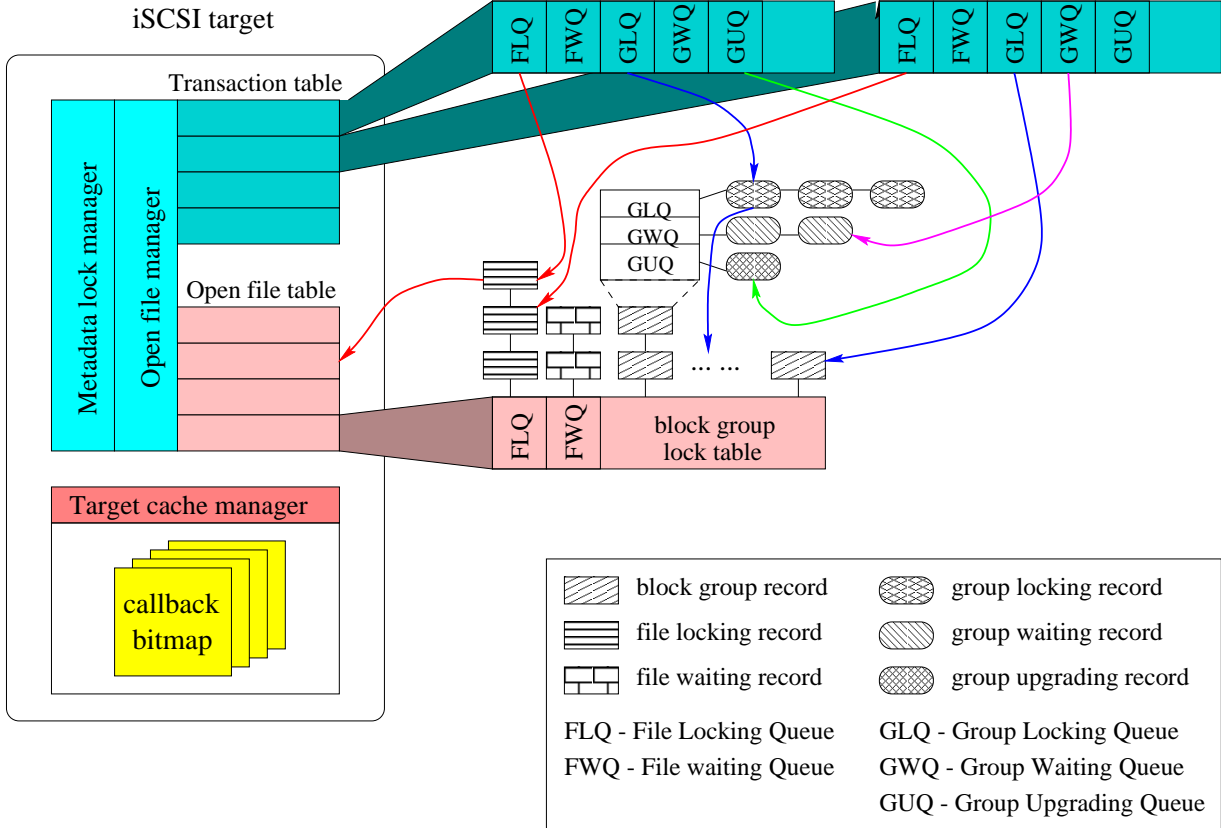 iSCSI target
FLQ
FWQ
GLQ
GWQ
GUQ
FLQ
FWQ
GLQ
GWQ
GUQ
Transaction table
Metadata lock manager
Open file manager
GLQ
GWQ
GUQ
Open file table
... ...
FLQ
FWQ
block group
lock table
Target cache manager
callback
bitmap
block group record
file locking record
file waiting record
FLQ - File Locking Queue
FWQ - File waiting Queue
group locking record
group waiting record
group upgrading record
GLQ - Group Locking Queue
GWQ - Group Waiting Queue
GUQ - Group Upgrading Queue